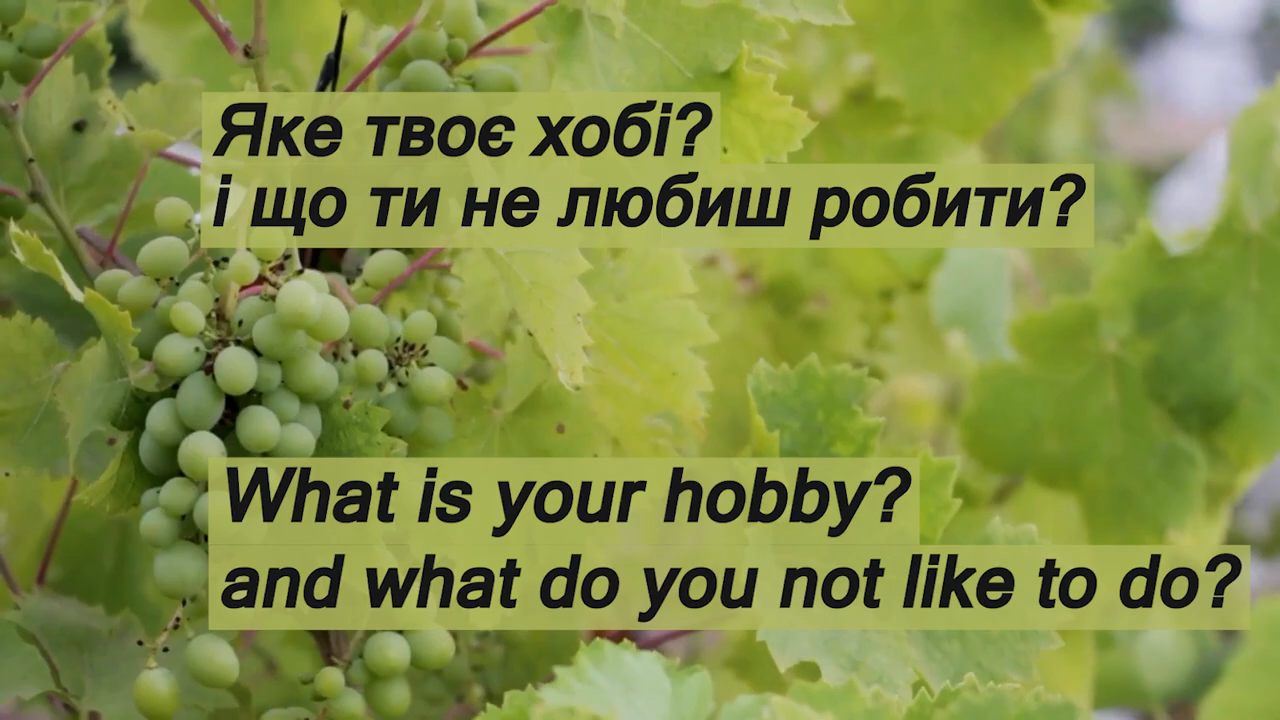 Яке твоє хобі?
і що ти не любиш робити?
What is your hobby?
and what do you not like to do?